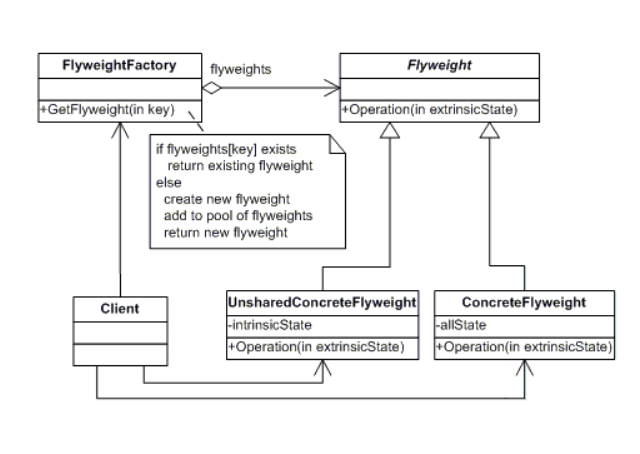 FlyweightFactory
flyweights
Flyweight
+GetFlyweight(in key)
+Operation(in extrinsicState)
if flyweights[key] exists
return existing flyweight
else
create new flyweight
add to pool of flyweights
return new flyweight
Client
UnsharedConcreteFlyweight
-intrinsicState
+Operation(in extrinsicState)
ConcreteFlyweight
-allState
+Operation(in extrinsicState)